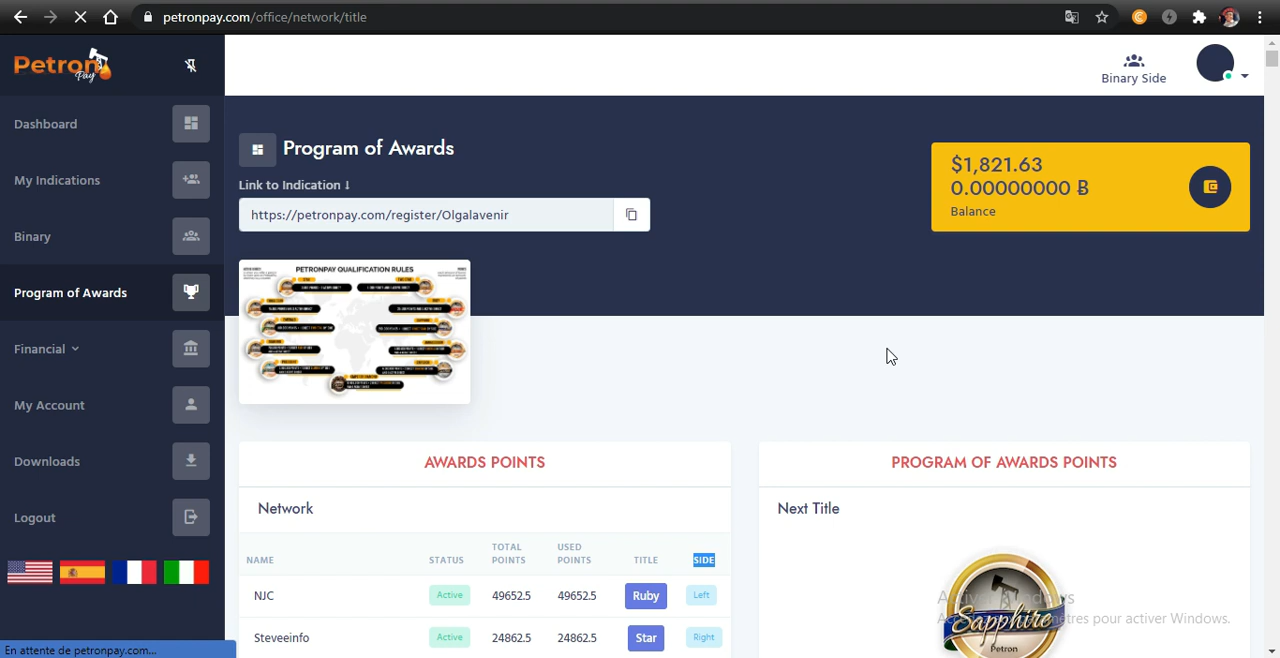 petronpay.com/office/network/title
Petron
Pay
Binary Side
Dashboard
My Indications
Binary
Program of Awards
Financial
My Account
Downloads
Logout
Program of Awards
Link to Indication
https://petronpay.com/register/Olgalavenir
$1,821.63
0.00000000 Ƀ
Balance
PETRONPAY QUALIFICATION RULES
AWARDS POINTS
Network
NAME STATUS TOTAL POINTS USED POINTS TITLE SIDE
NJC Active 49652.5 49652.5 Ruby Left
Steveeinfo Active 24862.5 24862.5 Star Right
PROGRAM OF AWARDS POINTS
Next Title
Sapphire
Petron
Windows
pour activer Windows.
En attente de petronpay.com...